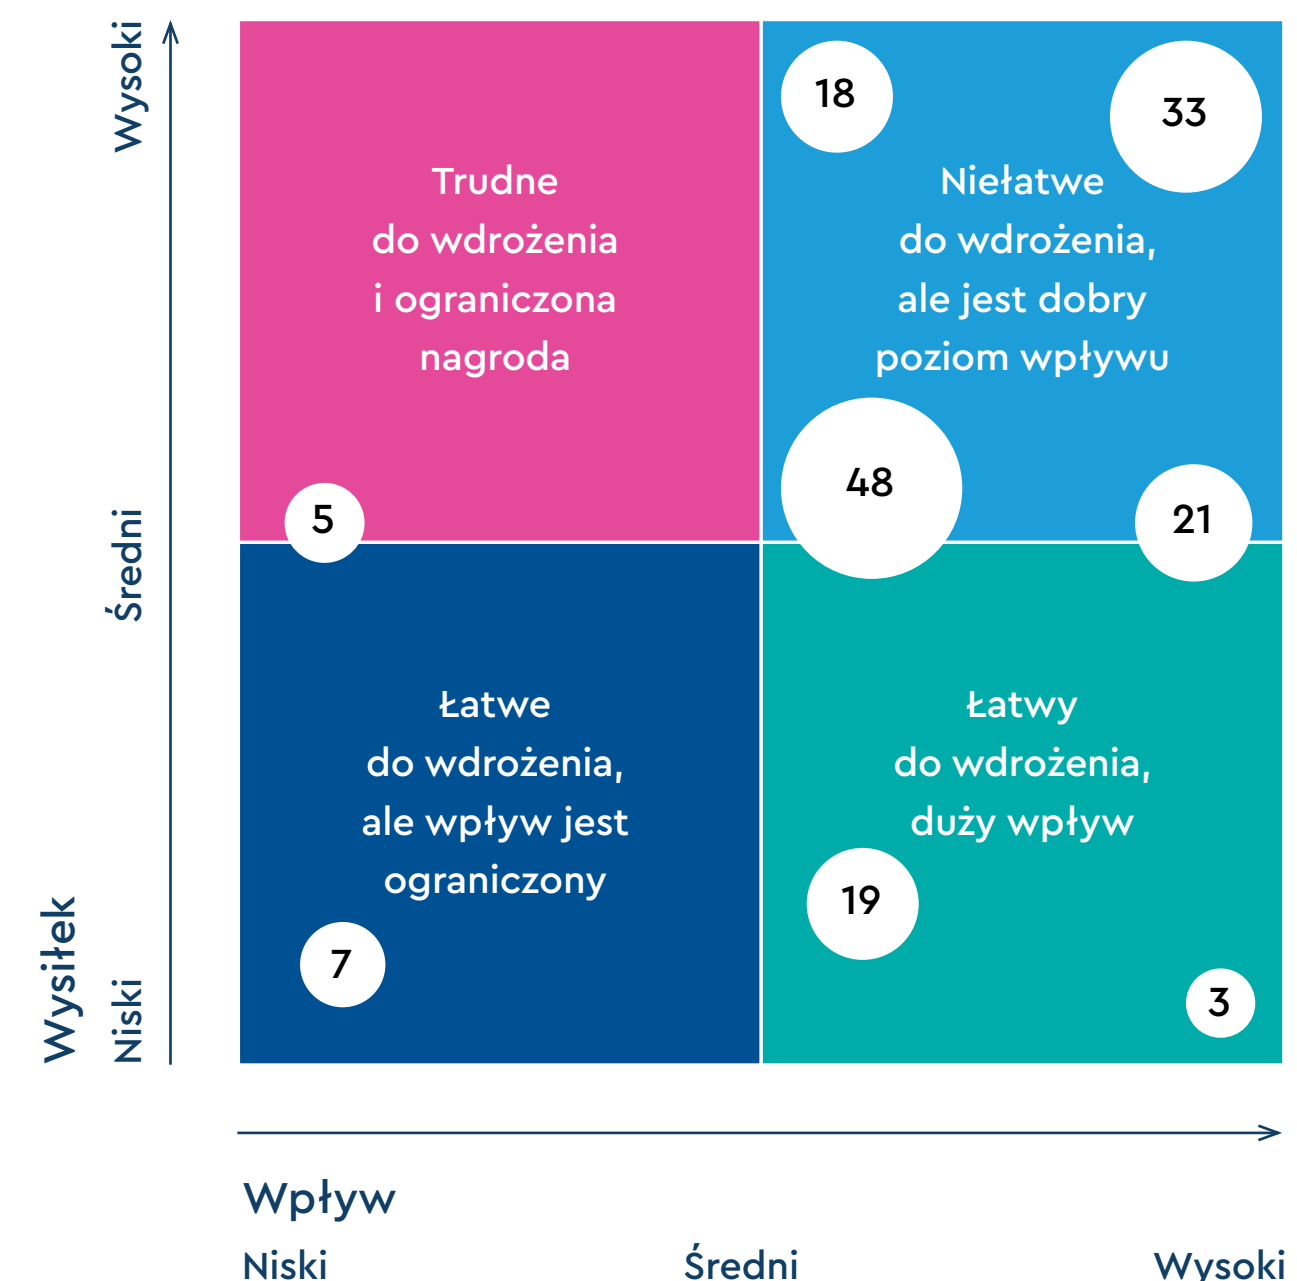 Wysoki
18
33
Trudne
do wdrożenia
i ograniczona
nagroda
Niełatwe
do wdrożenia,
ale jest dobry
poziom wpływu
48
5
21
Średni
Łatwe
do wdrożenia,
ale wpływ jest
ograniczony
Łatwy
do wdrożenia,
duży wpływ
19
7
3
Wysiłek
Niski
Wpływ
Niski
Średni
Wysoki